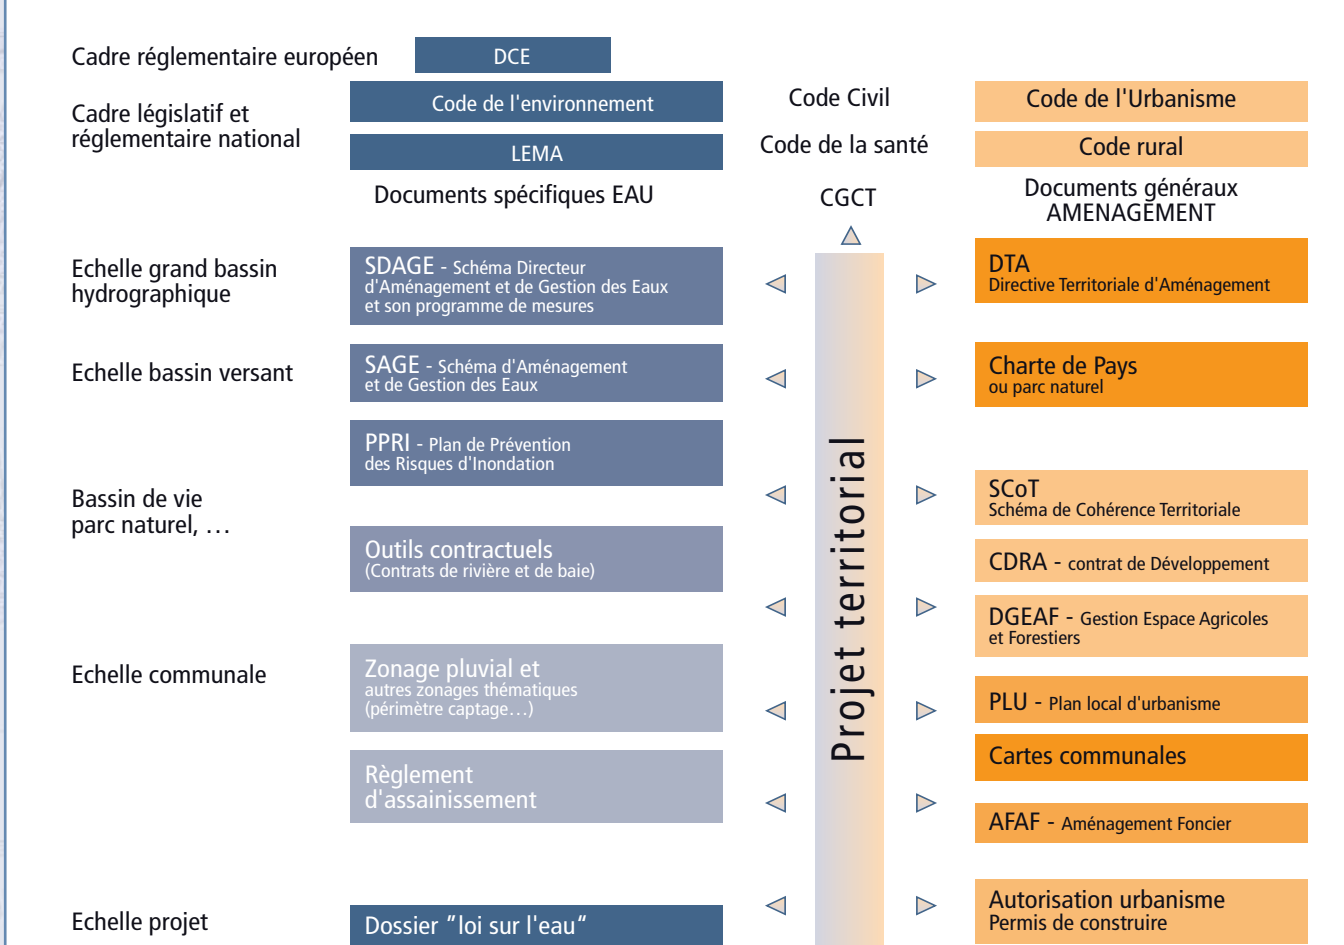 Cadre réglementaire européen
DCE
Cadre législatif et
réglementaire national
Code de l'environnement
Code Civil
Code de l'Urbanisme
LEMA
Code de la santé
Code rural
Documents spécifiques EAU
CGCT
Documents généraux
AMENAGEMENT
Echelle grand bassin
hydrographique
SDAGE - Schéma Directeur
d'Aménagement et de Gestion des Eaux
et son programme de mesures
DTA
Directive Territoriale d'Aménagement
Echelle bassin versant
SAGE - Schéma d'Aménagement
et de Gestion des Eaux
Charte de Pays
ou parc naturel
PPRI - Plan de Prévention
des Risques d'Inondation
Projet territorial
Bassin de vie
parc naturel, ...
SCoT
Schéma de Cohérence Territoriale
Outils contractuels
(Contrats de rivière et de baie)
CDRA - contrat de Développement
DGEAF - Gestion Espace Agricoles
et Forestiers
Echelle communale
Zonage pluvial et
autres zonages thématiques
(périmètre captage...)
PLU - Plan local d'urbanisme
Cartes communales
Règlement
d'assainissement
AFAF - Aménagement Foncier
Echelle projet
Dossier "loi sur l'eau"
Autorisation urbanisme
Permis de construire